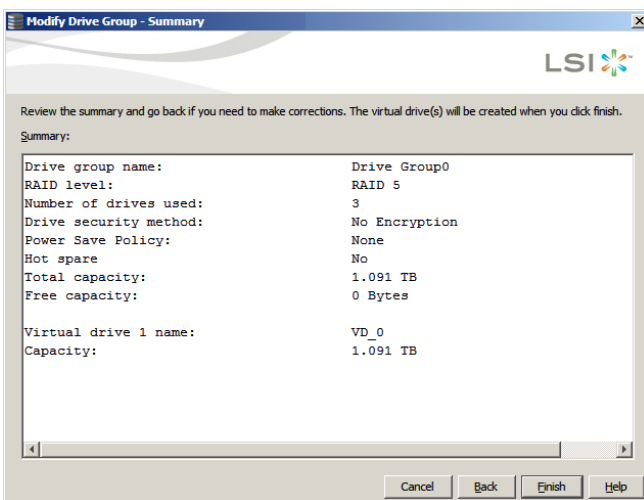 Modify Drive Group - Summary
LSI
Review the summary and go back if you need to make corrections. The virtual drive(s) will be created when you click finish.
Summary:
Drive group name: Drive Group0
RAID level: RAID 5
Number of drives used: 3
Drive security method: No Encryption
Power Save Policy: None
Hot spare No
Total capacity: 1.091 TB
Free capacity: 0 Bytes
Virtual drive 1 name: VD_0
Capacity: 1.091 TB
Cancel Back Finish Help